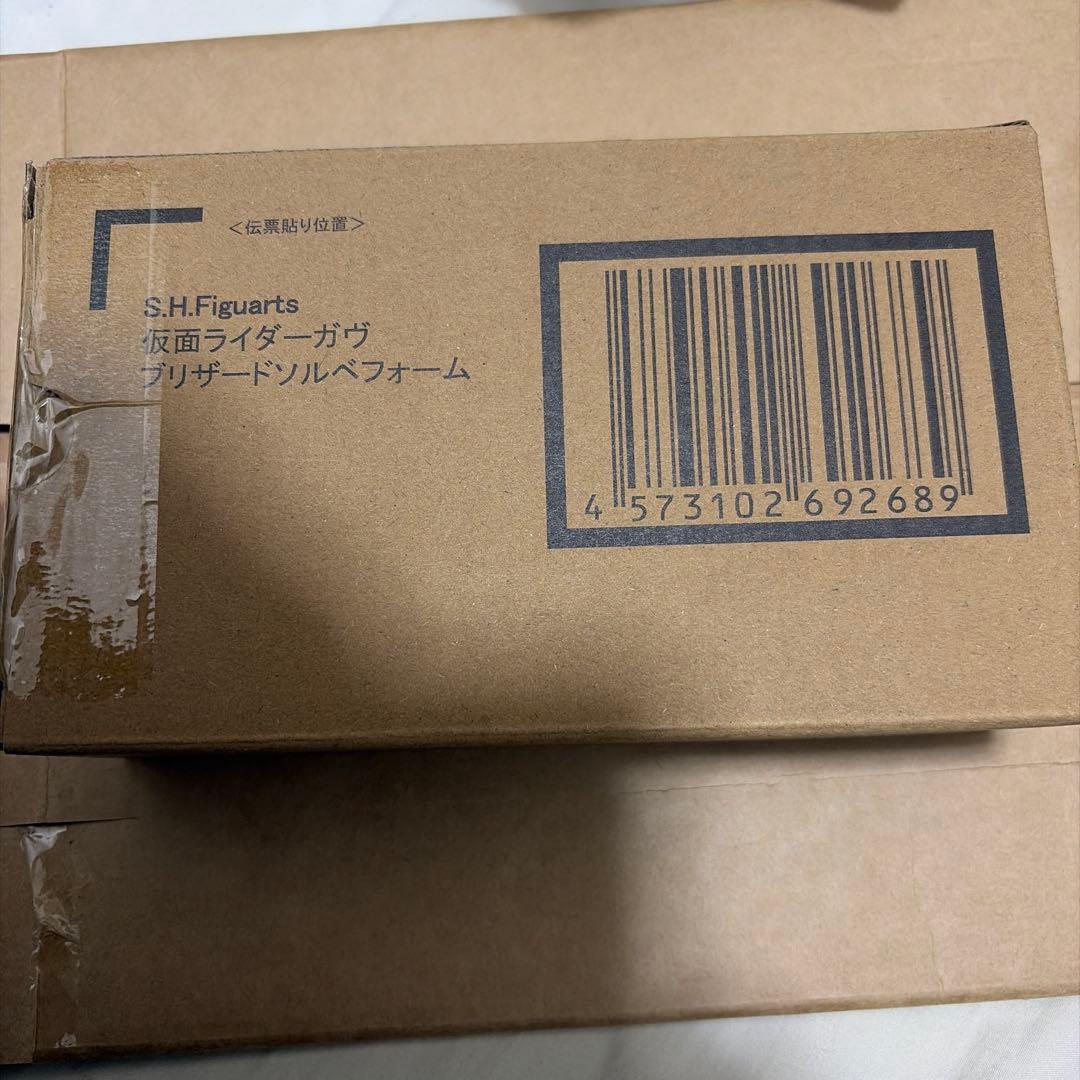 <伝票貼り位置>
S.H.Figuarts
仮面ライダーガヴ
ブリザードソルベフォーム
4 573102 692689